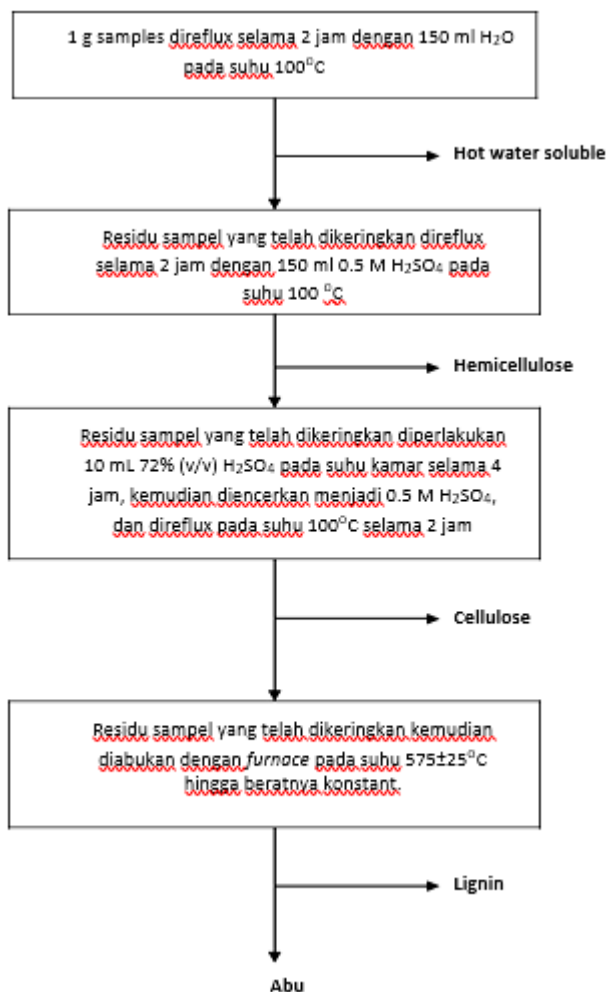 1 g samples direflux selama 2 jam dengan 150 ml H₂O
pada suhu 100⁰C
Hot water soluble
Residu sampel yang telah dikeringkan direflux
selama 2 jam dengan 150 ml 0.5 M H₂SO₄ pada
suhu 100 ⁰C
Hemicellulose
Residu sampel yang telah dikeringkan diperlakukan
10 mL 72% (v/v) H₂SO₄ pada suhu kamar selama 4
jam, kemudian diencerkan menjadi 0.5 M H₂SO₄,
dan direflux pada suhu 100⁰C selama 2 jam
Cellulose
Residu sampel yang telah dikeringkan kemudian
diabukan dengan furnace pada suhu 575±25⁰C
hingga beratnya konstant.
Lignin
Abu